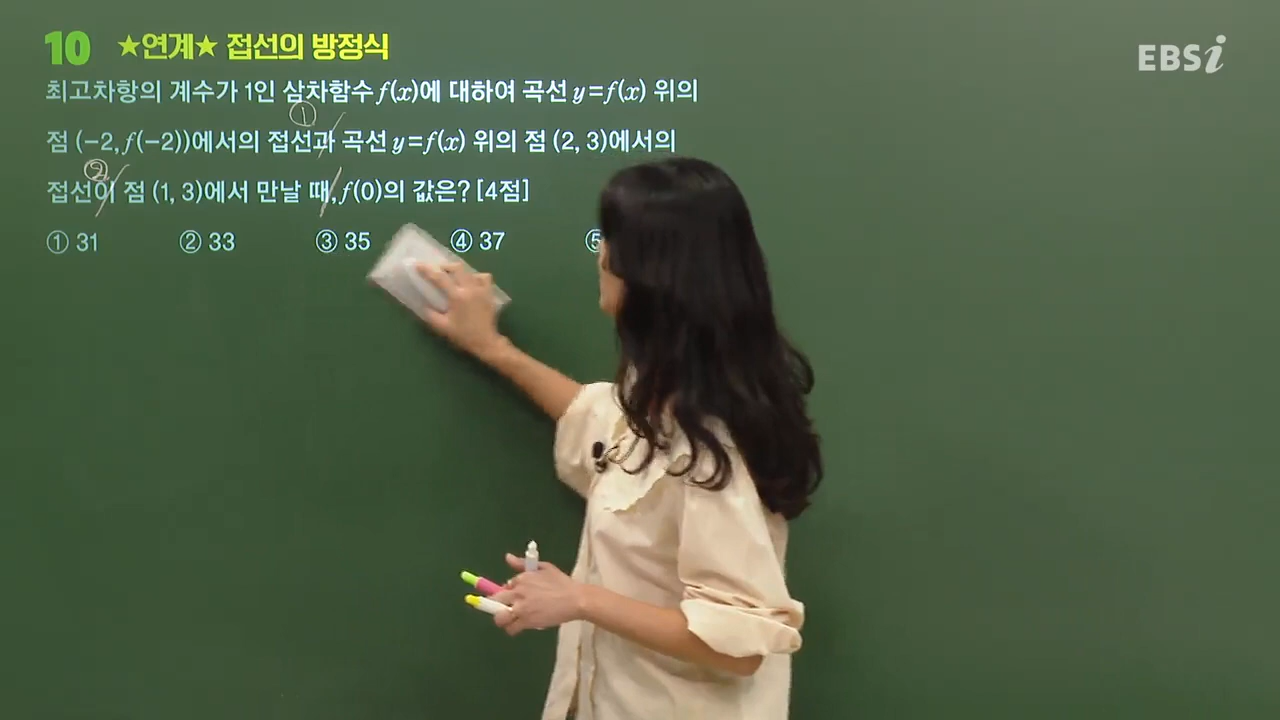 10 ★연계★ 접선의 방정식
EBSi
최고차항의 계수가 1인 삼차함수 f(x)에 대하여 곡선 y=f(x) 위의
①
점 (−2, f(−2))에서의 접선과 곡선 y=f(x) 위의 점 (2, 3)에서의
②
접선이 점 (1, 3)에서 만날 때, f(0)의 값은? [4점]
① 31 ② 33 ③ 35 ④ 37 ⑤